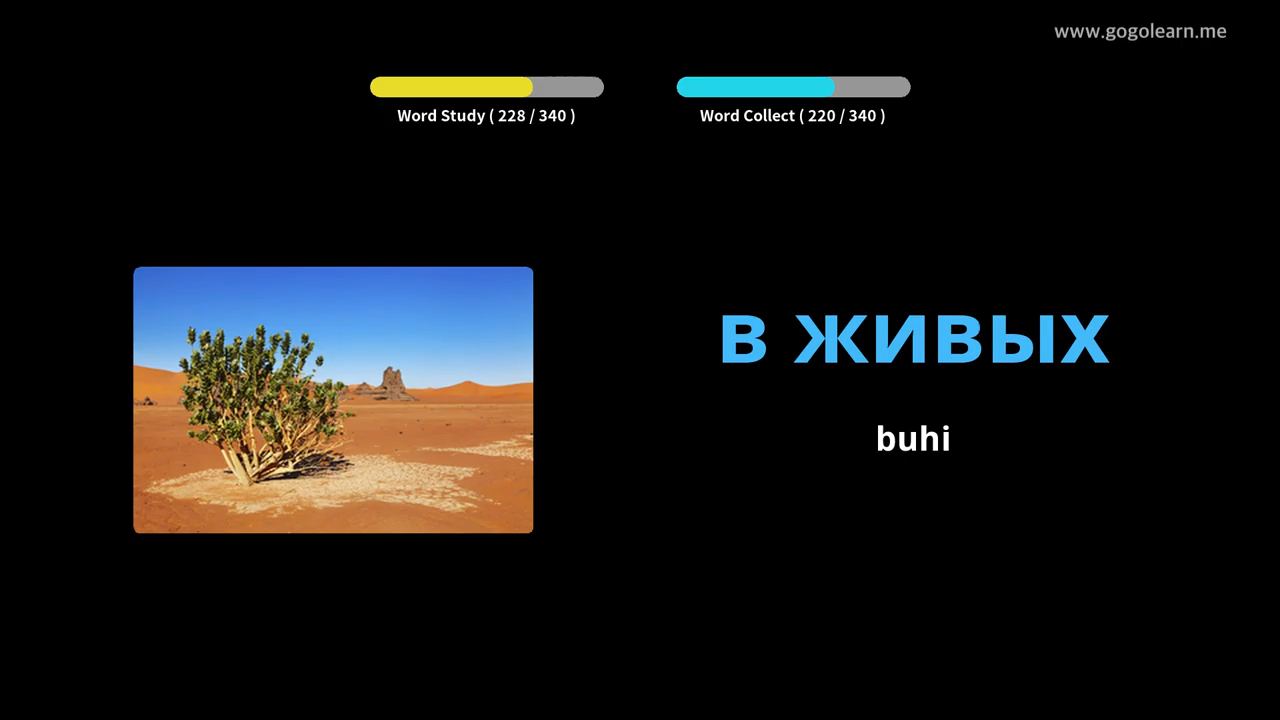 www.gogolearn.me
Word Study ( 228 / 340 )
Word Collect ( 220 / 340 )
в живых
buhi